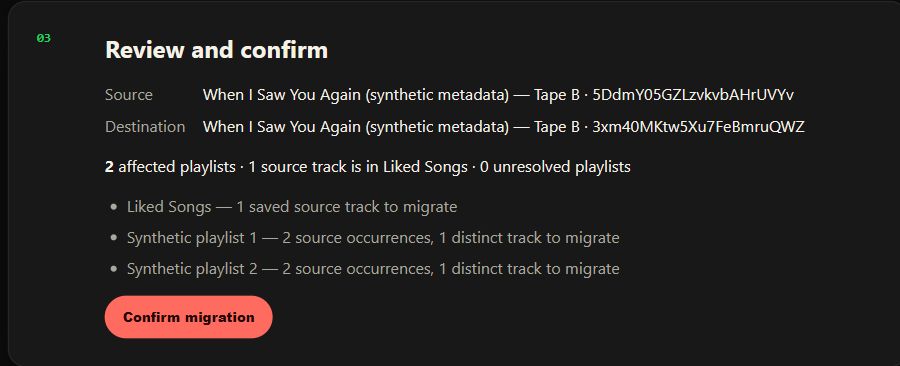 03
Review and confirm
Source When I Saw You Again (synthetic metadata) — Tape B · 5DdmY05GZLzvkvbAHrUVYv
Destination When I Saw You Again (synthetic metadata) — Tape B · 3xm40MKtw5Xu7FeBmruQWZ
2 affected playlists · 1 source track is in Liked Songs · 0 unresolved playlists
• Liked Songs — 1 saved source track to migrate
• Synthetic playlist 1 — 2 source occurrences, 1 distinct track to migrate
• Synthetic playlist 2 — 2 source occurrences, 1 distinct track to migrate
Confirm migration